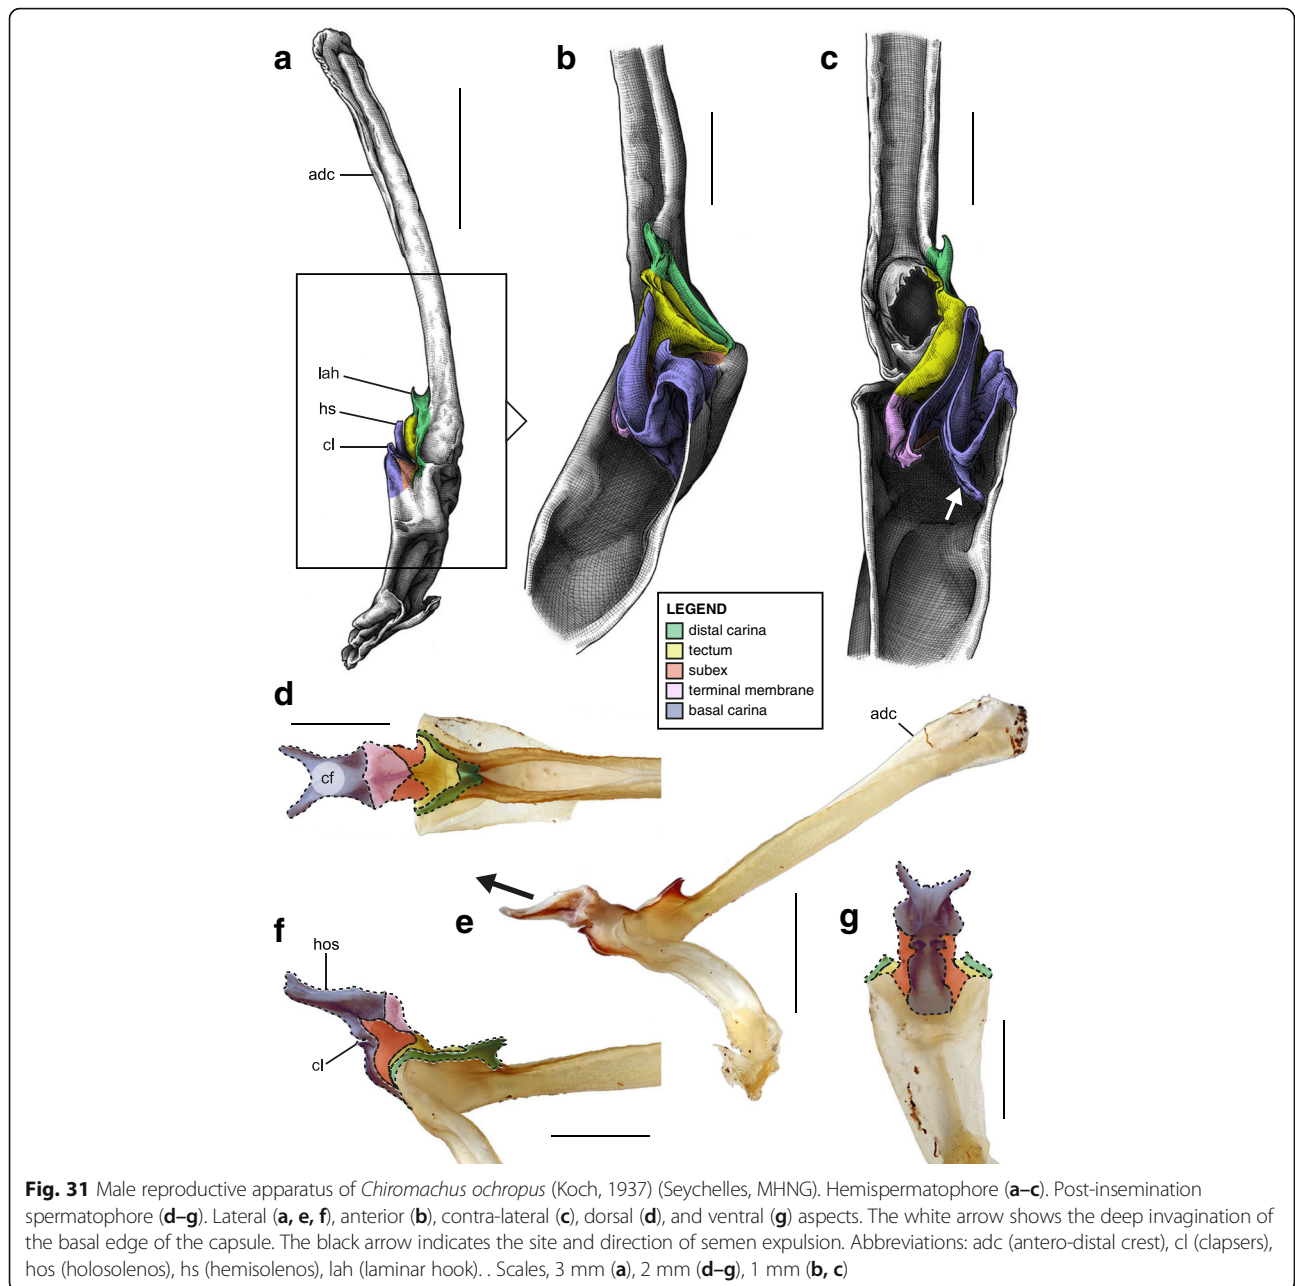 a
b
c
adc
lah
hs
cl
LEGEND
distal carina
tectum
subex
terminal membrane
basal carina
d
cf
adc
e
f
hos
cl
g
Fig. 31 Male reproductive apparatus of Chiromachus ochropus (Koch, 1937) (Seychelles, MHNG). Hemispermatophore (a–c). Post-insemination
spermatophore (d–g). Lateral (a, e, f), anterior (b), contra-lateral (c), dorsal (d), and ventral (g) aspects. The white arrow shows the deep invagination of
the basal edge of the capsule. The black arrow indicates the site and direction of semen expulsion. Abbreviations: adc (antero-distal crest), cl (clapsers),
hos (holosolenos), hs (hemisolenos), lah (laminar hook). . Scales, 3 mm (a), 2 mm (d–g), 1 mm (b, c)